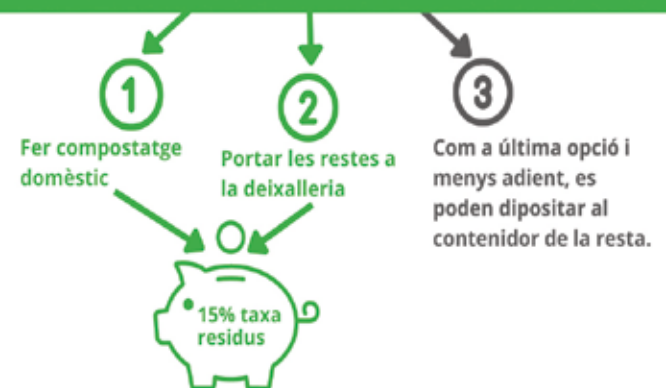 1
Fer compostatge
domèstic
2
Portar les restes a
la deixalleria
3
Com a última opció i
menys adient, es
poden dipositar al
contenidor de la resta.
15% taxa
residus